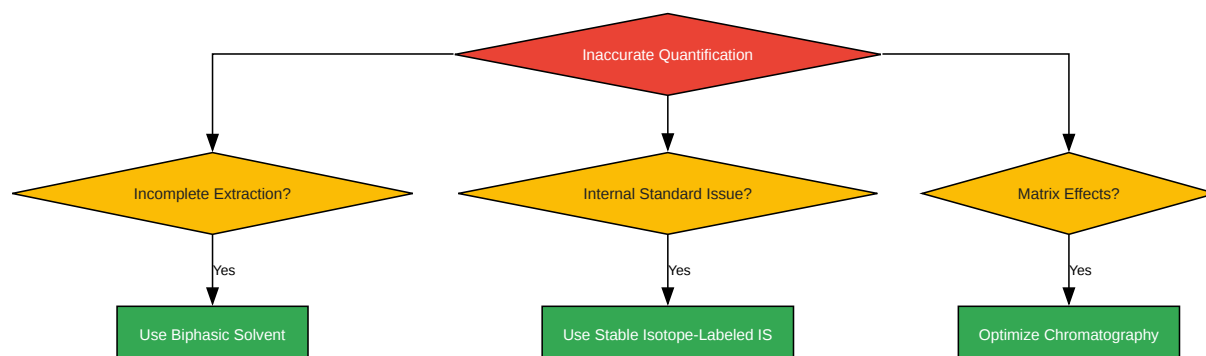 Inaccurate Quantification
Incomplete Extraction?
Internal Standard Issue?
Matrix Effects?
Yes
Yes
Yes
Use Biphasic Solvent
Use Stable Isotope-Labeled IS
Optimize Chromatography